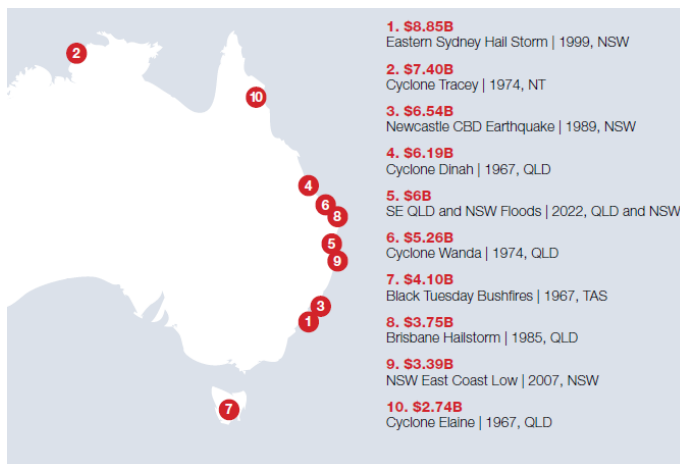 2
10
4
6
8
5
9
3
1
7
1. $8.85B
Eastern Sydney Hail Storm | 1999, NSW
2. $7.40B
Cyclone Tracey | 1974, NT
3. $6.54B
Newcastle CBD Earthquake | 1989, NSW
4. $6.19B
Cyclone Dinah | 1967, QLD
5. $6B
SE QLD and NSW Floods | 2022, QLD and NSW
6. $5.26B
Cyclone Wanda | 1974, QLD
7. $4.10B
Black Tuesday Bushfires | 1967, TAS
8. $3.75B
Brisbane Hailstorm | 1985, QLD
9. $3.39B
NSW East Coast Low | 2007, NSW
10. $2.74B
Cyclone Elaine | 1967, QLD